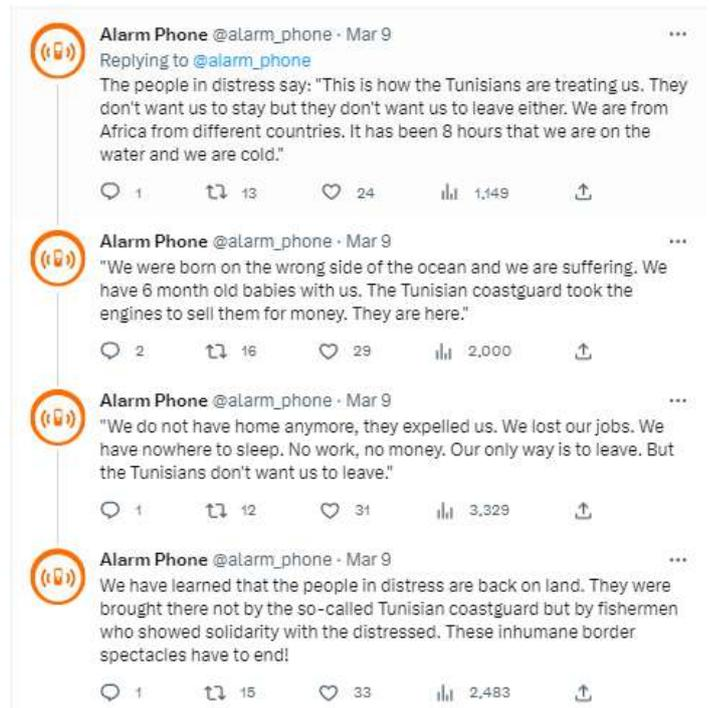 Alarm Phone @alarm_phone · Mar 9 ...
Replying to @alarm_phone
The people in distress say: "This is how the Tunisians are treating us. They
don't want us to stay but they don't want us to leave either. We are from
Africa from different countries. It has been 8 hours that we are on the
water and we are cold."
1 13 24 1,149
Alarm Phone @alarm_phone · Mar 9 ...
"We were born on the wrong side of the ocean and we are suffering. We
have 6 month old babies with us. The Tunisian coastguard took the
engines to sell them for money. They are here."
2 16 29 2,000
Alarm Phone @alarm_phone · Mar 9 ...
"We do not have home anymore, they expelled us. We lost our jobs. We
have nowhere to sleep. No work, no money. Our only way is to leave. But
the Tunisians don't want us to leave."
1 12 31 3,329
Alarm Phone @alarm_phone · Mar 9 ...
We have learned that the people in distress are back on land. They were
brought there not by the so-called Tunisian coastguard but by fishermen
who showed solidarity with the distressed. These inhumane border
spectacles have to end!
1 15 33 2,483